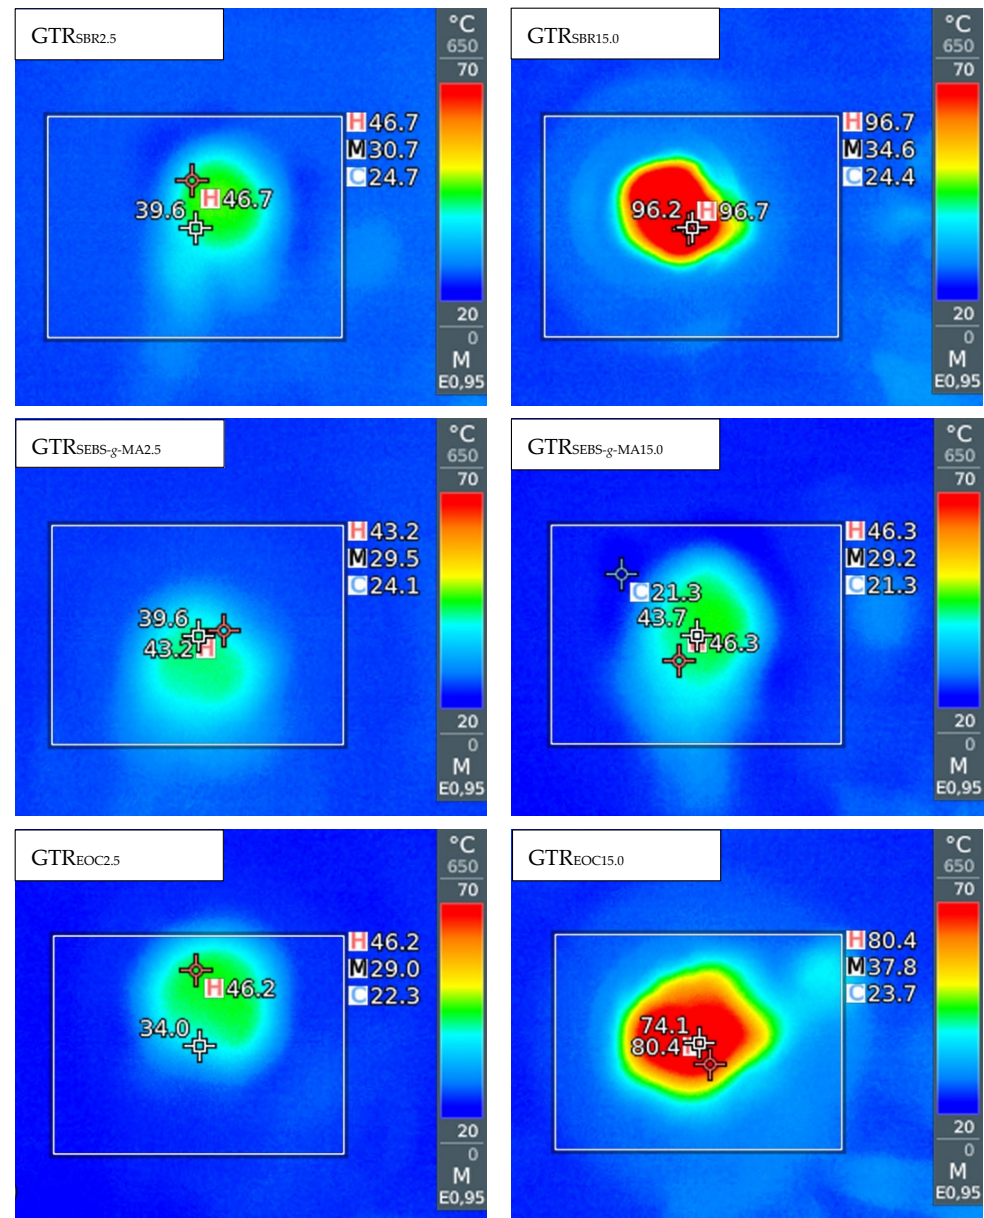 GTRSBR2.5
°C
650
70
H46.7
M30.7
C24.7
H46.7
39.6
20
0
M
E0,95
GTRSBR15.0
°C
650
70
H96.7
M34.6
C24.4
96.2 H96.7
20
0
M
E0,95
GTRSEBS-g-MA2.5
°C
650
70
H43.2
M29.5
C24.1
39.6
43.2 H
20
0
M
E0,95
GTRSEBS-g-MA15.0
°C
650
70
H46.3
M29.2
C21.3
C21.3
43.7
H46.3
20
0
M
E0,95
GTREOC2.5
°C
650
70
H46.2
M29.0
C22.3
H46.2
34.0
20
0
M
E0,95
GTREOC15.0
°C
650
70
H80.4
M37.8
C23.7
74.1
80.4
20
0
M
E0,95